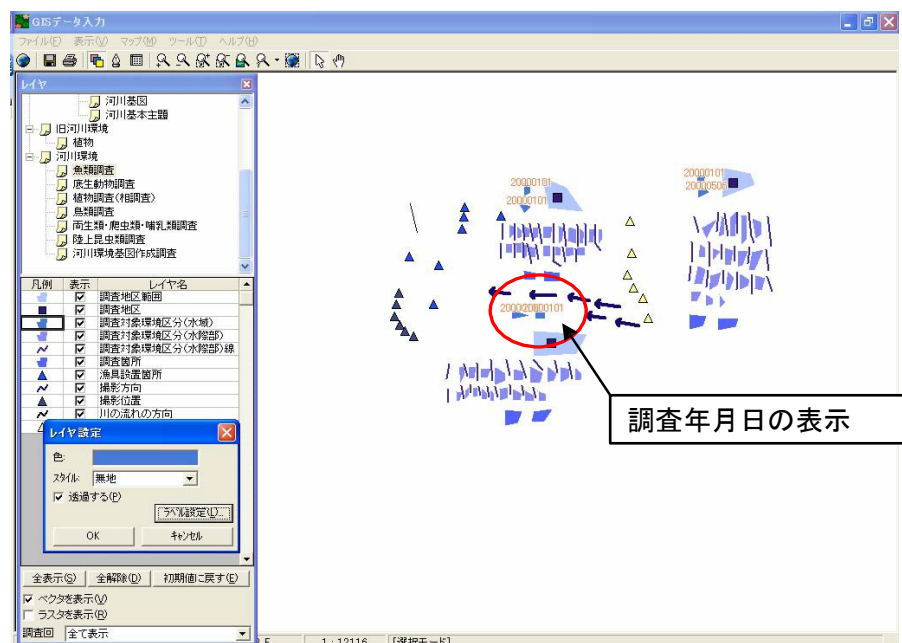 GISデータ入力
ファイル(F) 表示(V) マップ(M) ツール(T) ヘルプ(H)
レイヤ
河川基図
河川基本主題
旧河川環境
植物
河川環境
魚類調査
底生動物調査
植物調査(相調査)
鳥類調査
両生類・爬虫類・哺乳類調査
陸上昆虫類調査
河川環境基図作成調査
凡例 表示 レイヤ名
調査地区範囲
調査地区
調査対象環境区分(水域)
調査対象環境区分(水際部)
調査対象環境区分(水際部)線
調査箇所
漁具設置箇所
撮影方向
撮影位置
川の流れの方向
レイヤ設定
色:
スタイル: 無地
透過する(P)
ラベル設定(L)...
OK キャンセル
全表示(S) 全解除(D) 初期値に戻す(E)
ベクタを表示(V)
ラスタを表示(R)
調査回 全て表示
20000101
20000101
20000101
20000506
20000101
調査年月日の表示
1 : 12116 [選択モード]